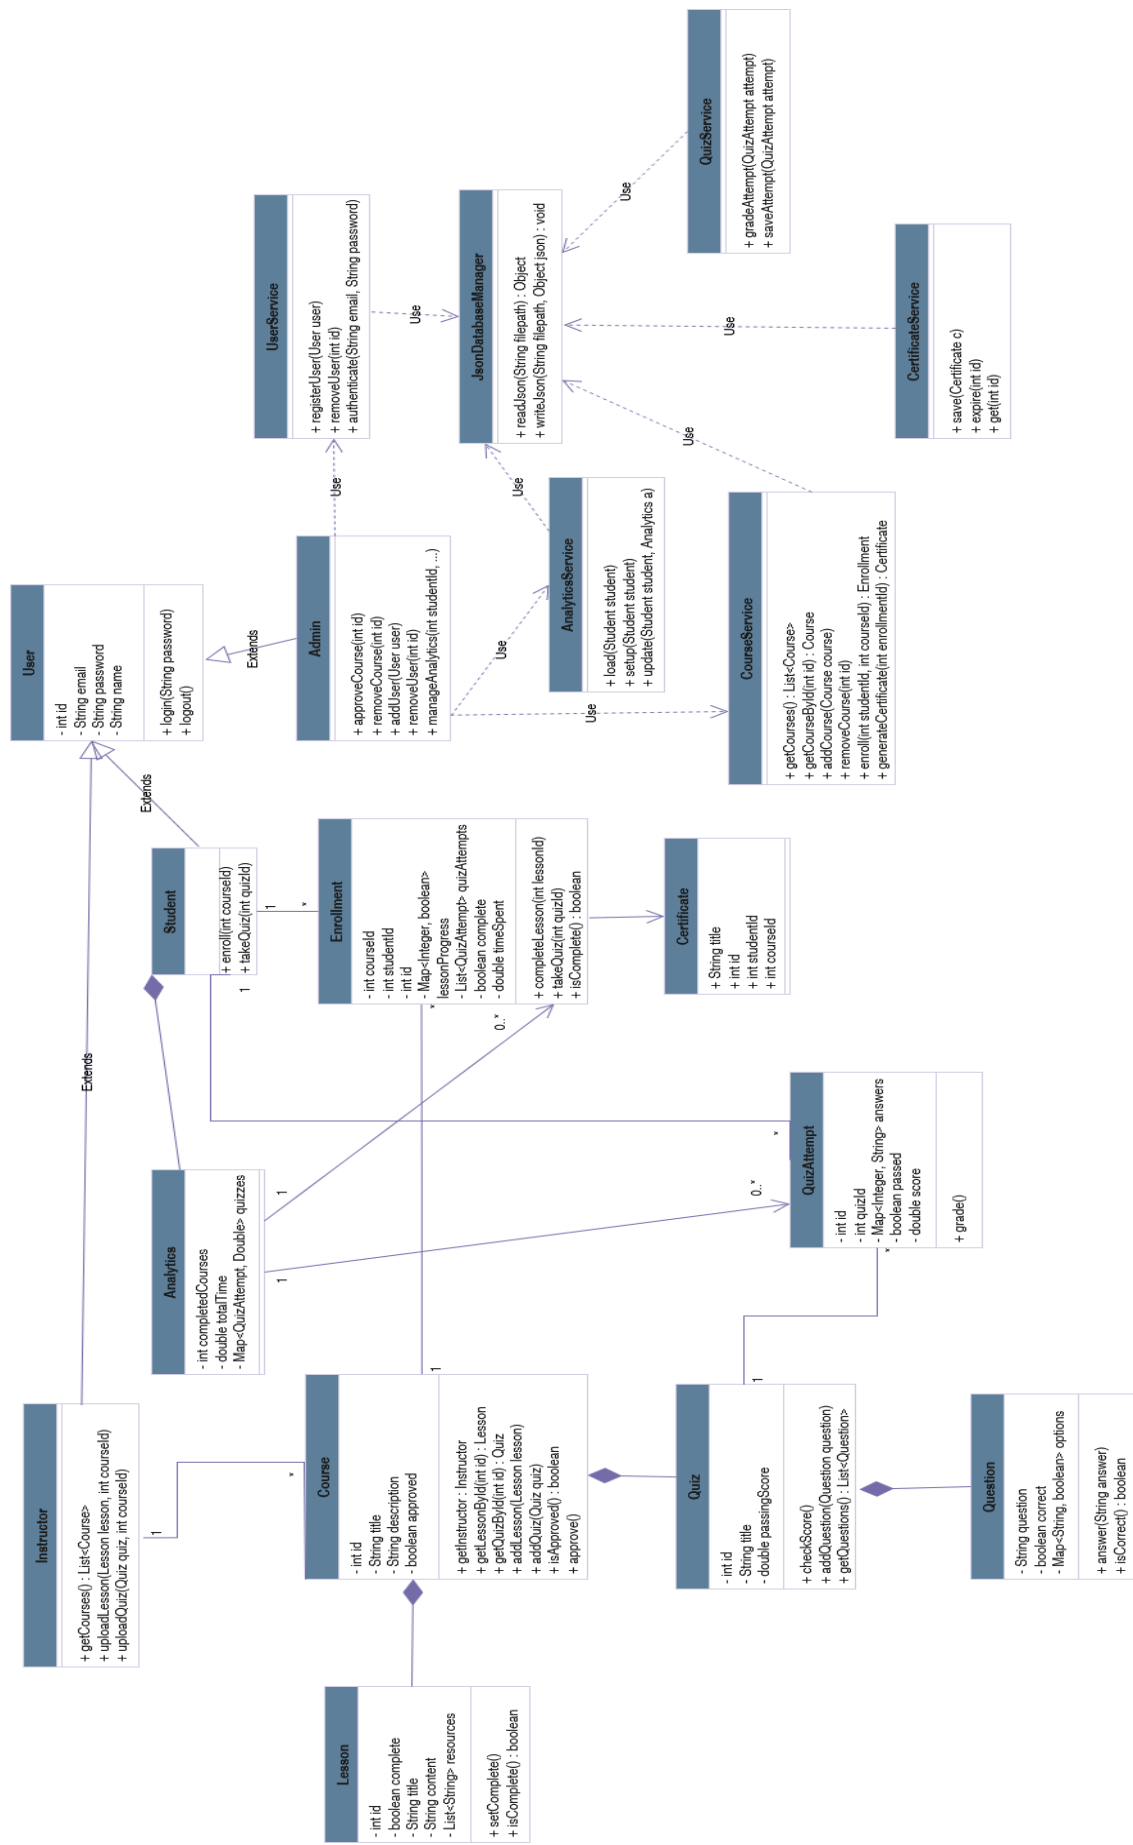 Lesson
- int id
- boolean complete
- String title
- String content
- List<String> resources
+ setComplete()
+ isComplete() : boolean
Instructor
+ getCourses() : List<Course>
+ uploadLesson(Lesson lesson, int courseId)
+ uploadQuiz(Quiz quiz, int courseId)
1
*
Course
- int id
- String title
- String description
- boolean approved
+ getInstructor : Instructor
+ getLessonById(int id) : Lesson
+ getQuizById(int id) : Quiz
+ addLesson(Lesson lesson)
+ addQuiz(Quiz quiz)
+ isApproved() : boolean
+ approve()
1
*
Quiz
- int id
- String title
- double passingScore
+ checkScore()
+ addQuestion(Question question)
+ getQuestions() : List<Question>
1
*
Question
- String question
- boolean correct
- Map<String, boolean> options
+ answer(String answer)
+ isCorrect() : boolean
Analytics
- int completedCourses
- double totalTime
- Map<QuizAttempt, Double> quizzes
1
0..*
1
0..*
QuizAttempt
- int id
- int quizId
- Map<Integer, String> answers
- boolean passed
- double score
+ grade()
Extends
Student
+ enroll(int courseId)
+ takeQuiz(int quizId)
1
*
1
*
Enrollment
- int courseId
- int studentId
- int id
- Map<Integer, boolean>
lessonProgress
- List<QuizAttempt> quizAttempts
- boolean complete
- double timeSpent
+ completeLesson(int lessonId)
+ takeQuiz(int quizId)
+ isComplete() : boolean
Certificate
+ String title
+ int id
+ int studentId
+ int courseId
Extends
User
- int id
- String email
- String password
- String name
+ login(String password)
+ logout()
Extends
Admin
+ approveCourse(int id)
+ removeCourse(int id)
+ addUser(User user)
+ removeUser(int id)
+ manageAnalytics(int studentId, ...)
Use
Use
Use
AnalyticsService
+ load(Student student)
+ setup(Student student)
+ update(Student student, Analytics a)
Use
CourseService
+ getCourses() : List<Course>
+ getCourseById(int id) : Course
+ addCourse(Course course)
+ removeCourse(int id)
+ enroll(int studentId, int courseId) : Enrollment
+ generateCertificate(int enrollmentId) : Certificate
Use
UserService
+ registerUser(User user)
+ removeUser(int id)
+ authenticate(String email, String password)
Use
JsonDatabaseManager
+ readJson(String filepath) : Object
+ writeJson(String filepath, Object json) : void
Use
Use
QuizService
+ gradeAttempt(QuizAttempt attempt)
+ saveAttempt(QuizAttempt attempt)
CertificateService
+ save(Certificate c)
+ expire(int id)
+ get(int id)